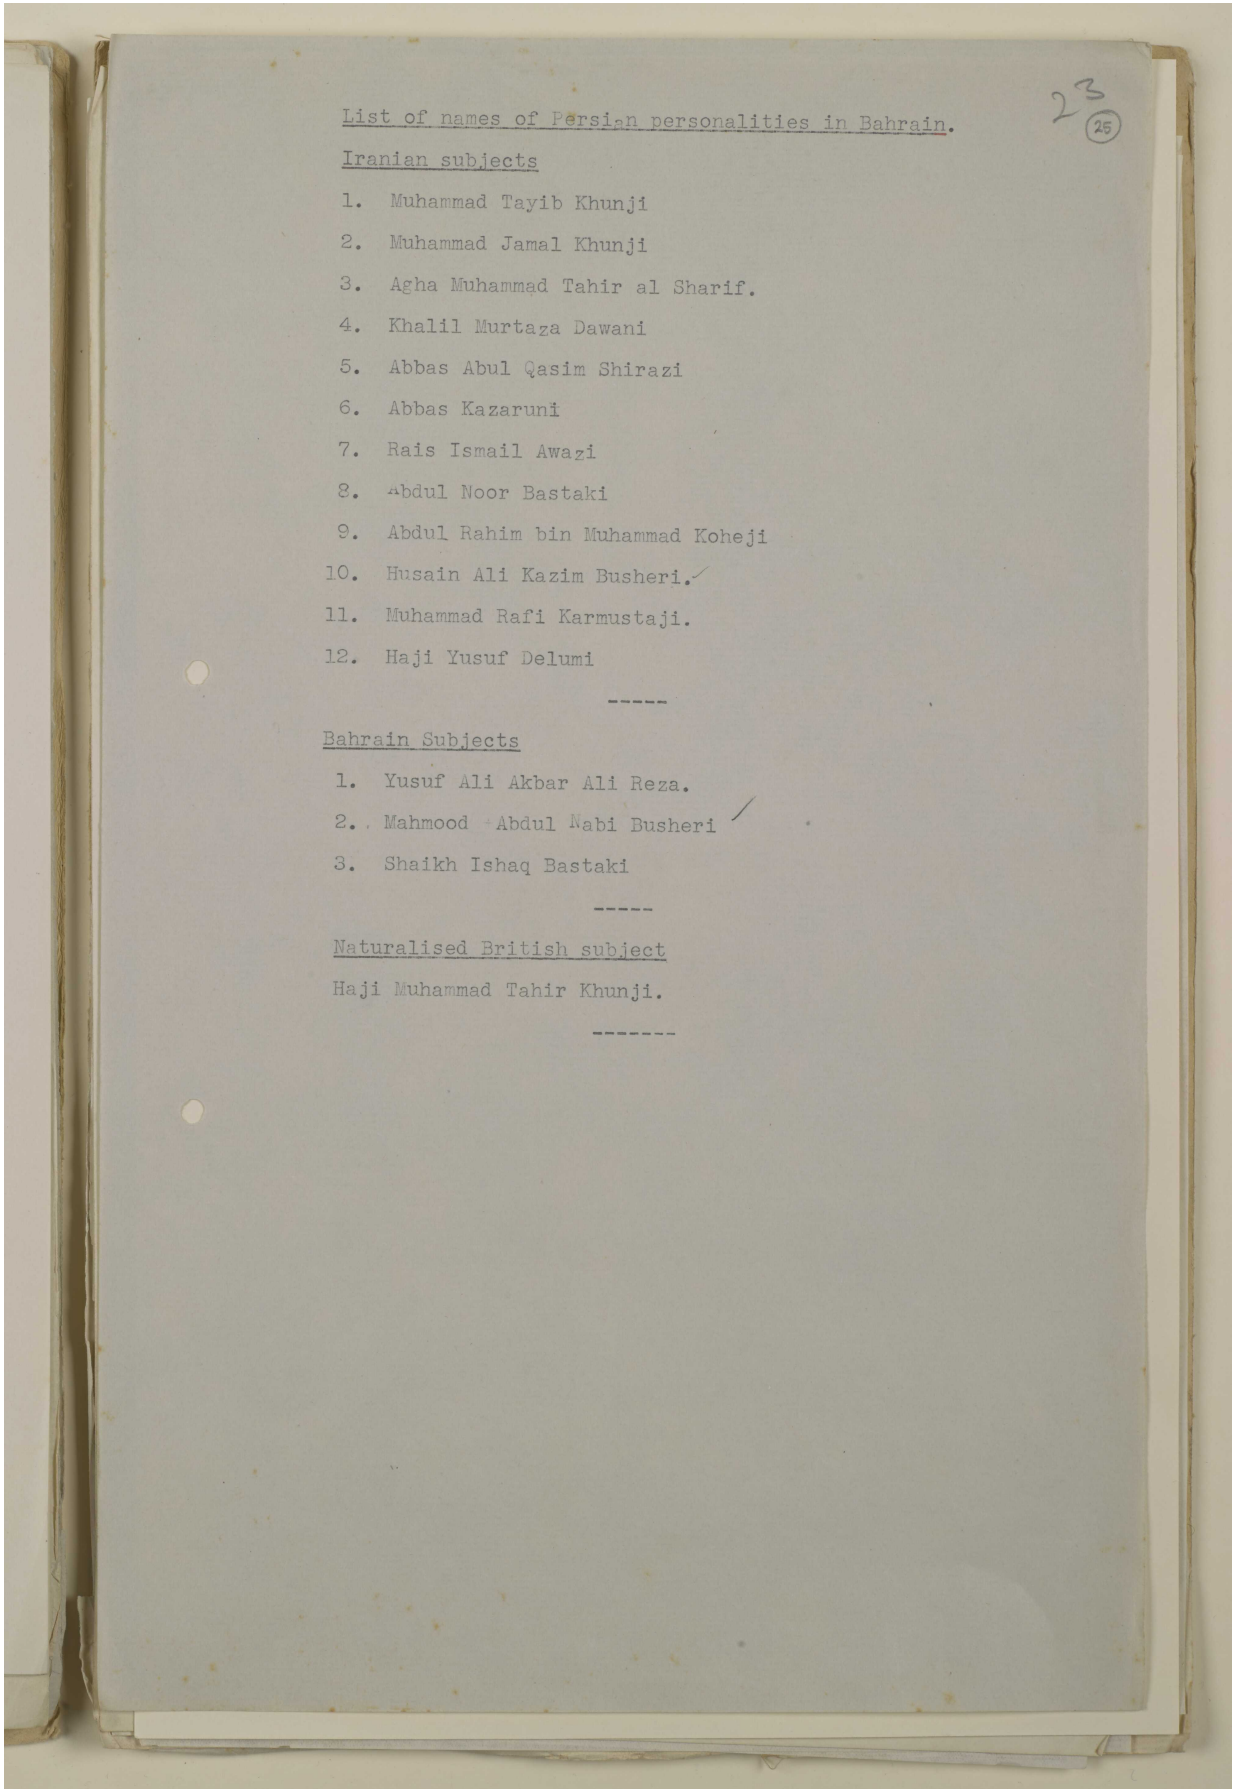 23
25
List of names of Persian personalities in Bahrain.
Iranian subjects
1. Muhammad Tayib Khunji
2. Muhammad Jamal Khunji
3. Agha Muhammad Tahir al Sharif.
4. Khalil Murtaza Dawani
5. Abbas Abul Qasim Shirazi
6. Abbas Kazaruni
7. Rais Ismail Awazi
8. Abdul Noor Bastaki
9. Abdul Rahim bin Muhammad Koheji
10. Husain Ali Kazim Busheri. ✓
11. Muhammad Rafi Karmustaji.
12. Haji Yusuf Delumi
-----
Bahrain Subjects
1. Yusuf Ali Akbar Ali Reza.
2. Mahmood Abdul Nabi Busheri /
3. Shaikh Ishaq Bastaki
-----
Naturalised British subject
Haji Muhammad Tahir Khunji.
-------